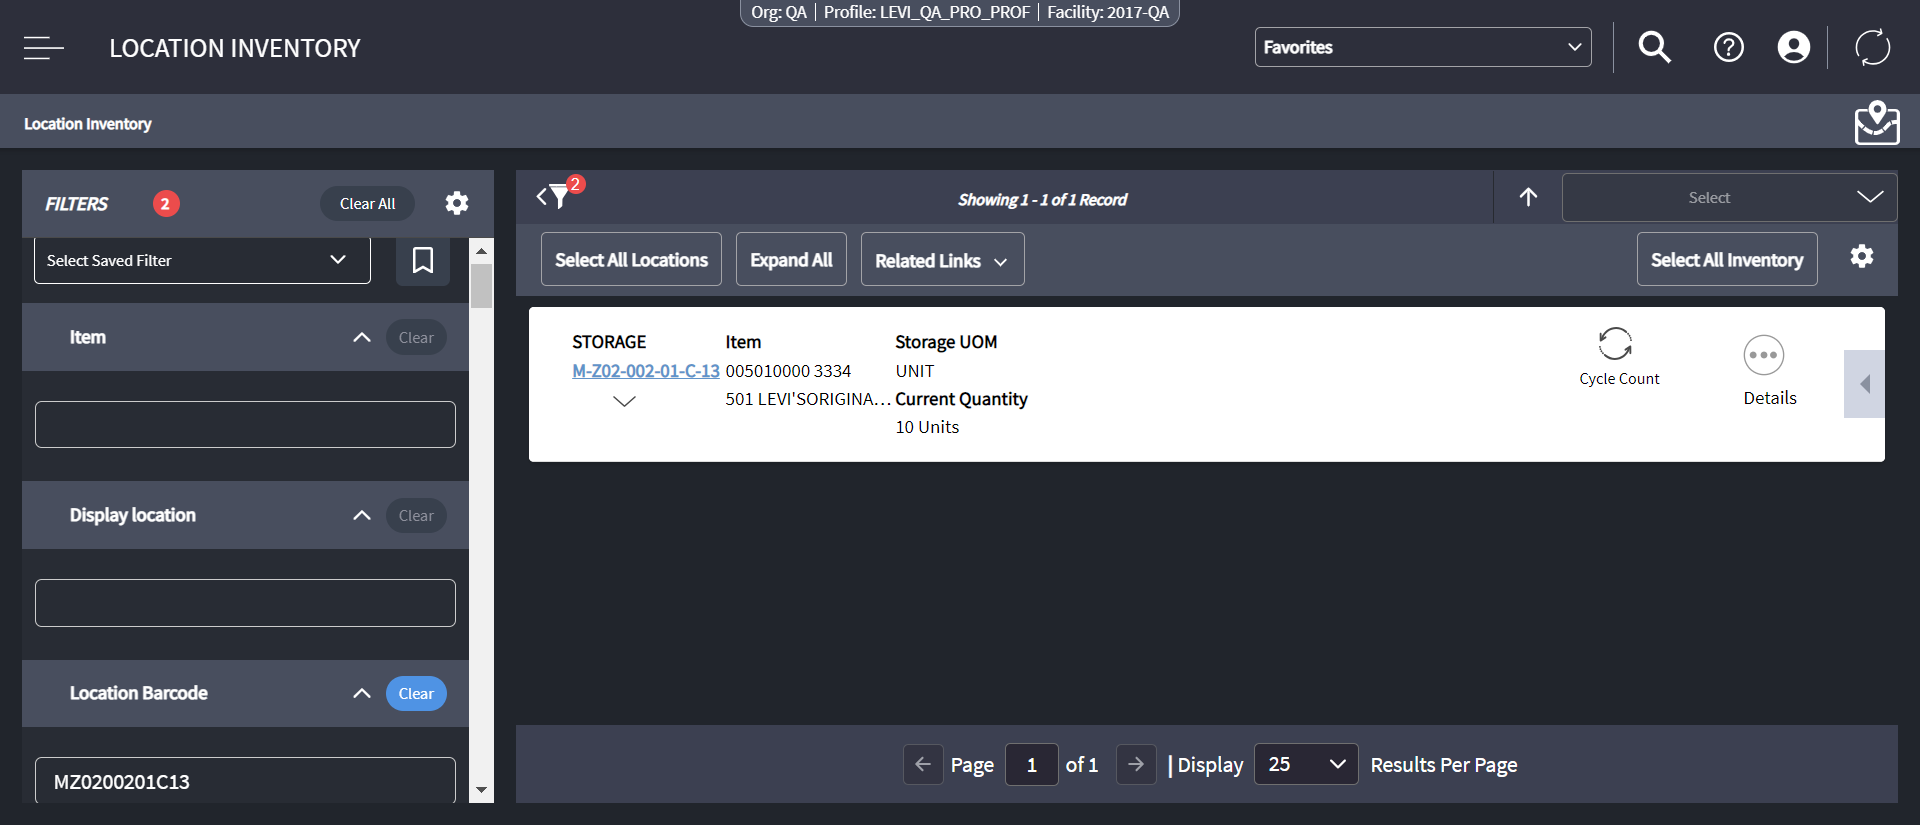 Org: QA | Profile: LEVI_QA_PRO_PROF | Facility: 2017-QA
LOCATION INVENTORY
Favorites
Location Inventory
FILTERS 2 Clear All
Select Saved Filter
Item Clear
Display location Clear
Location Barcode Clear
MZ0200201C13
2
Showing 1 - 1 of 1 Record
Select
Select All Locations Expand All Related Links Select All Inventory
STORAGE Item Storage UOM
M-Z02-002-01-C-13 005010000 3334 UNIT
501 LEVI'SORIGINA... Current Quantity
10 Units
Cycle Count
Details
Page 1 of 1 | Display 25 Results Per Page